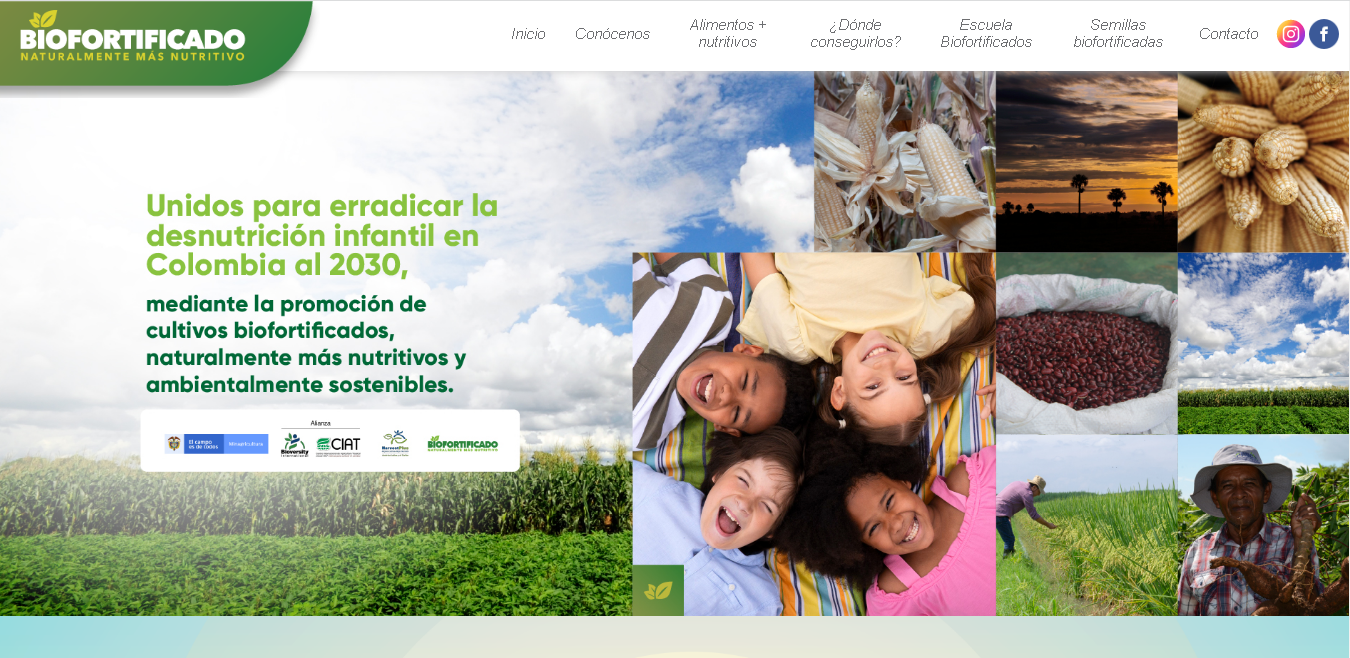 BIOFORTIFICADO
NATURALMENTE MÁS NUTRITIVO
Inicio
Conócenos
Alimentos +
nutritivos
¿Dónde
conseguirlos?
Escuela
Biofortificados
Semillas
biofortificadas
Contacto
Unidos para erradicar la
desnutrición infantil en
Colombia al 2030,
mediante la promoción de
cultivos biofortificados,
naturalmente más nutritivos y
ambientalmente sostenibles.
Alianza
El campo
es de todos
Minagricultura
Bioversity
International
CIAT
HarvestPlus
BIOFORTIFICADO
NATURALMENTE MÁS NUTRITIVO